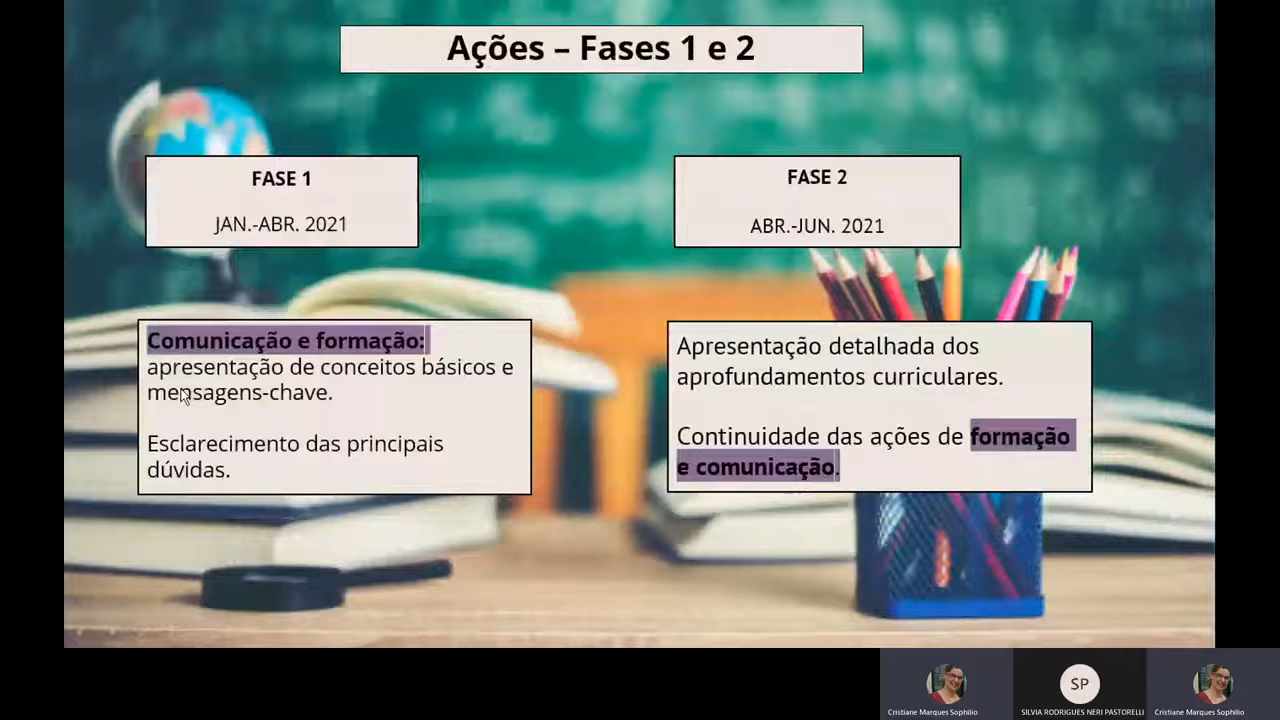 Ações – Fases 1 e 2
FASE 1
JAN.-ABR. 2021
FASE 2
ABR.-JUN. 2021
Comunicação e formação:
apresentação de conceitos básicos e
mensagens-chave.
Esclarecimento das principais
dúvidas.
Apresentação detalhada dos
aprofundamentos curriculares.
Continuidade das ações de formação
e comunicação.
SP
Cristiane Marques Sophilio
SILVIA RODRIGUES NERI PASTORELLI
Cristiane Marques Sophilio